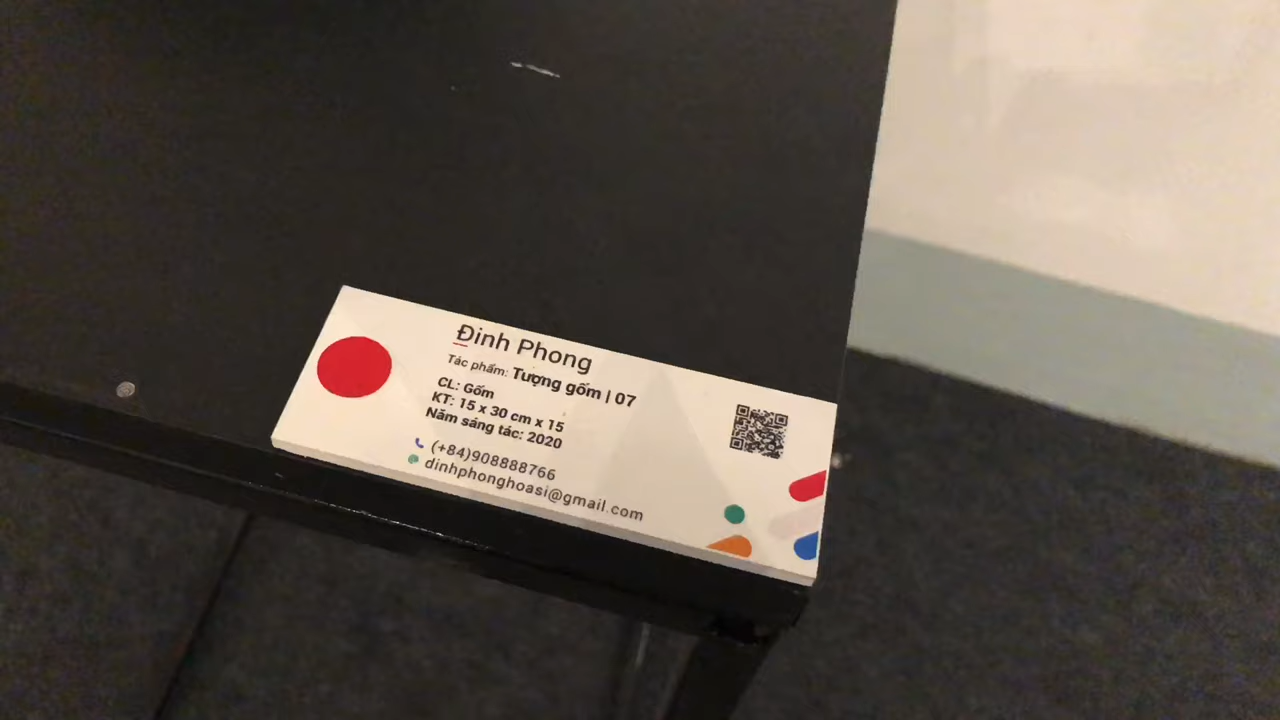 Đinh Phong
Tác phẩm: Tượng gốm | 07
CL: Gốm
KT: 15 x 30 cm x 15
Năm sáng tác: 2020
(+84)908888766
dinhphonghoasi@gmail.com